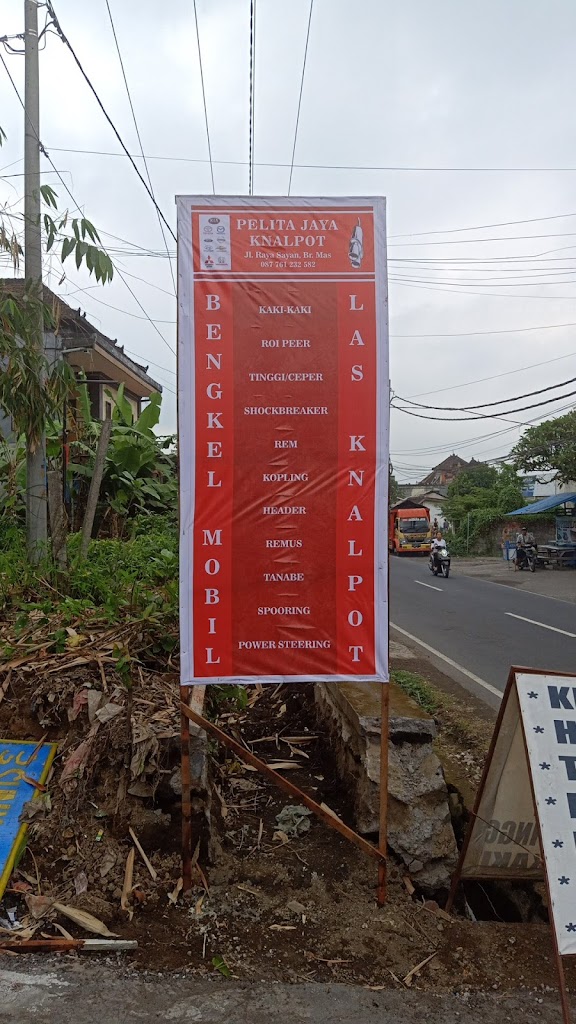 KIA
PELITA JAYA
KNALPOT
Jl. Raya Sayan, Br. Mas
087 761 232 582
BENGKEL MOBIL
KAKI-KAKI
ROI PEER
TINGGI/CEPER
SHOCKBREAKER
REM
KOPLING
HEADER
REMUS
TANABE
SPOORING
POWER STEERING
LAS KNALPOT